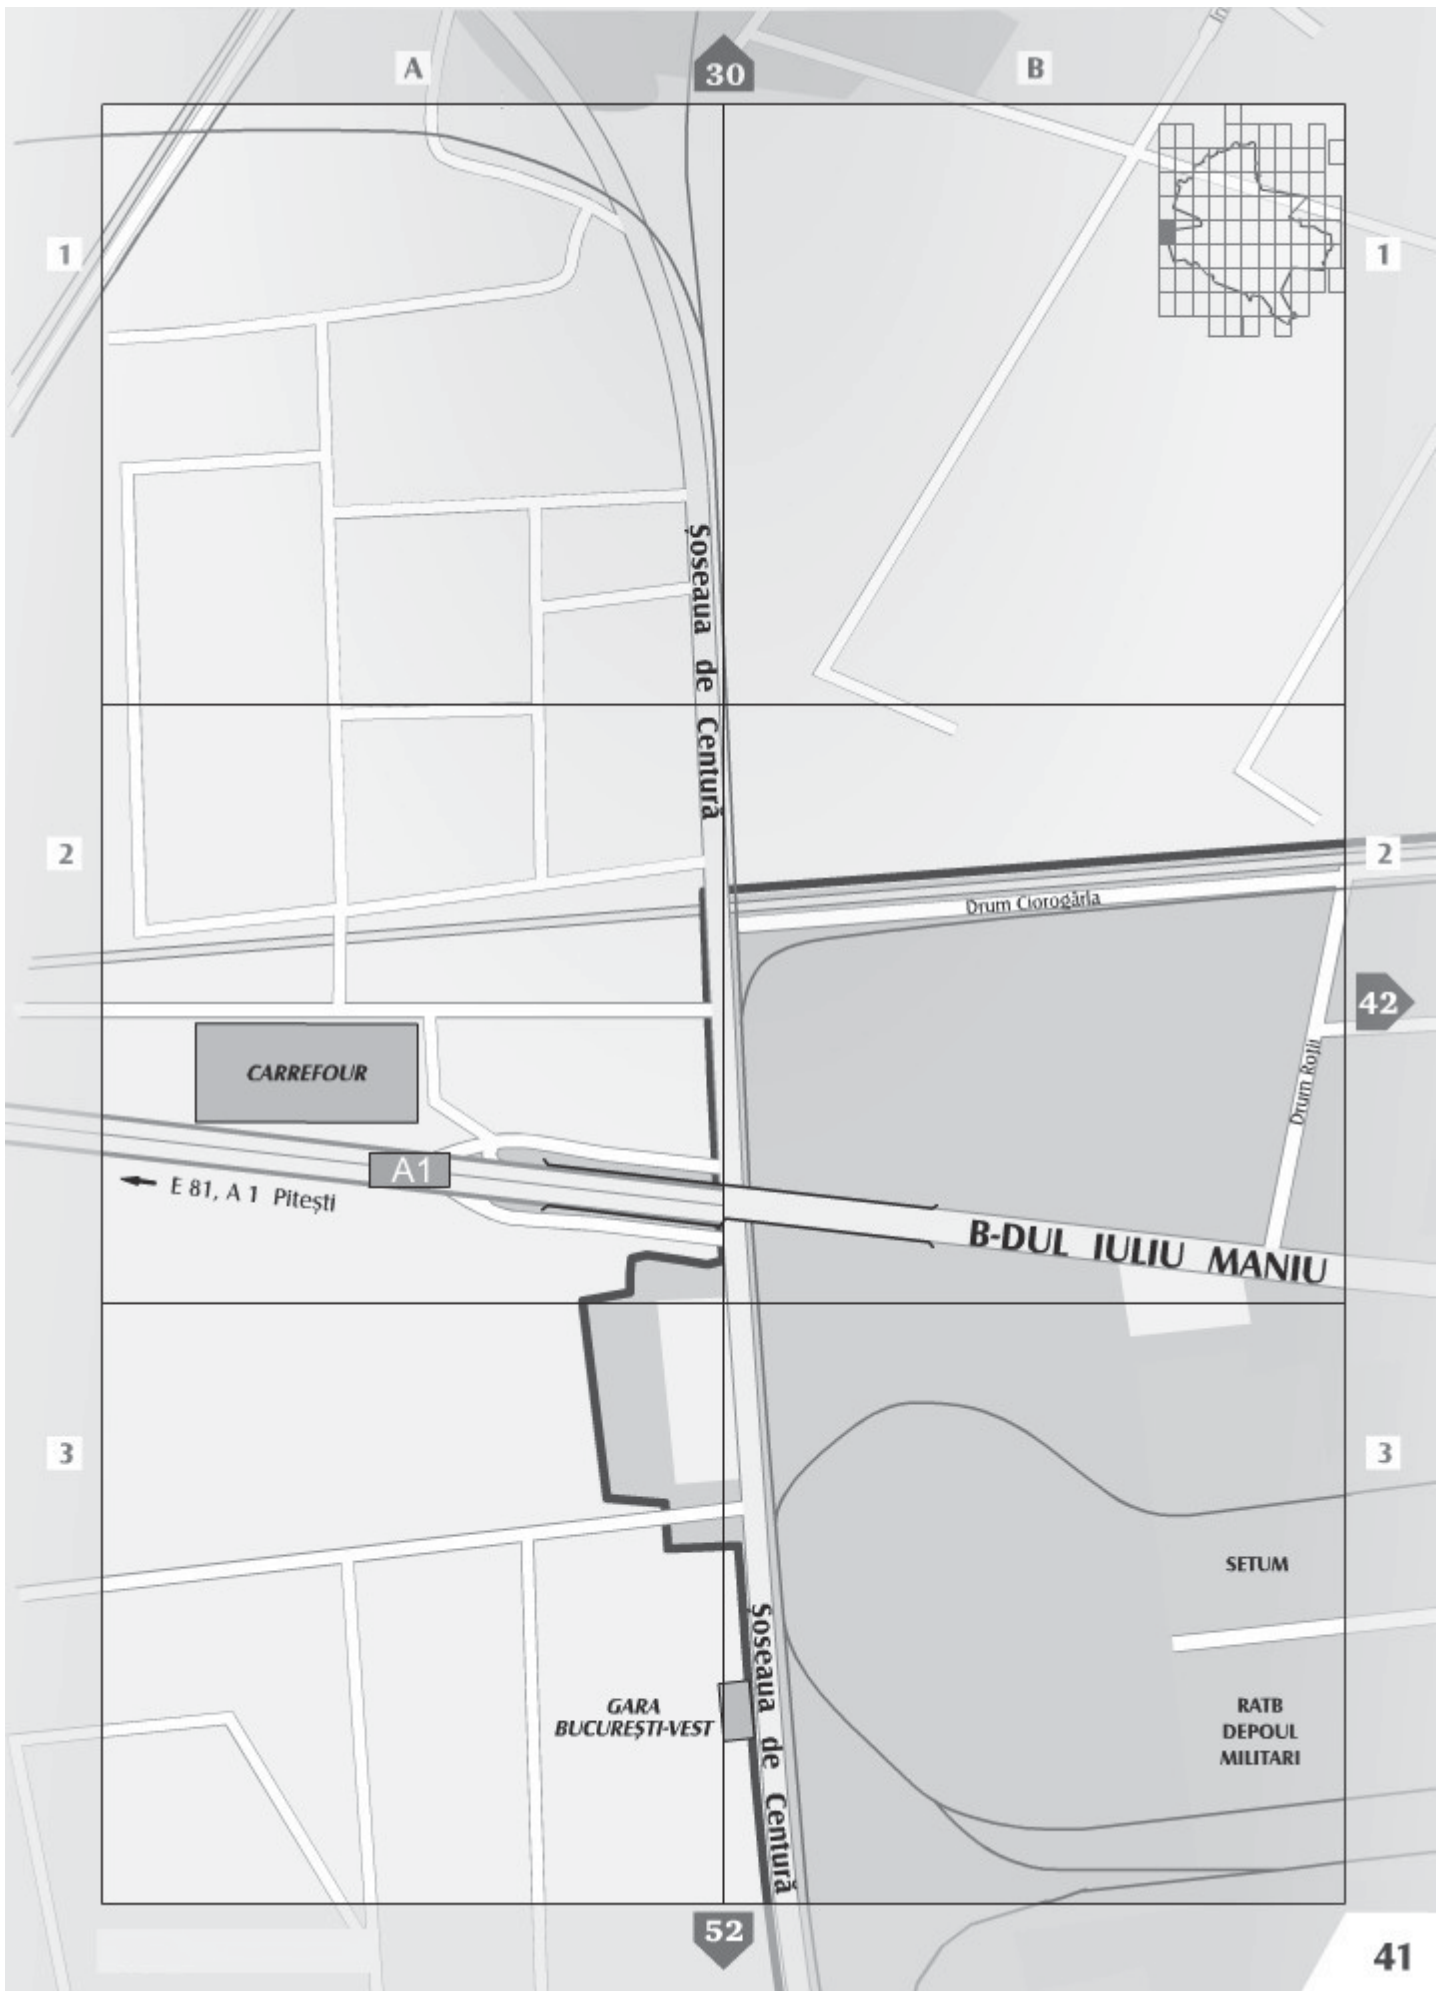 A
30
B
1
1
Șoseaua de Centură
2
2
Drum Ciorogârla
42
CARREFOUR
Drum Roții
A1
E 81, A 1 Pitești
B-DUL IULIU MANIU
3
3
SETUM
Șoseaua de Centură
GARA
BUCUREȘTI-VEST
RATB
DEPOUL
MILITARI
52
41